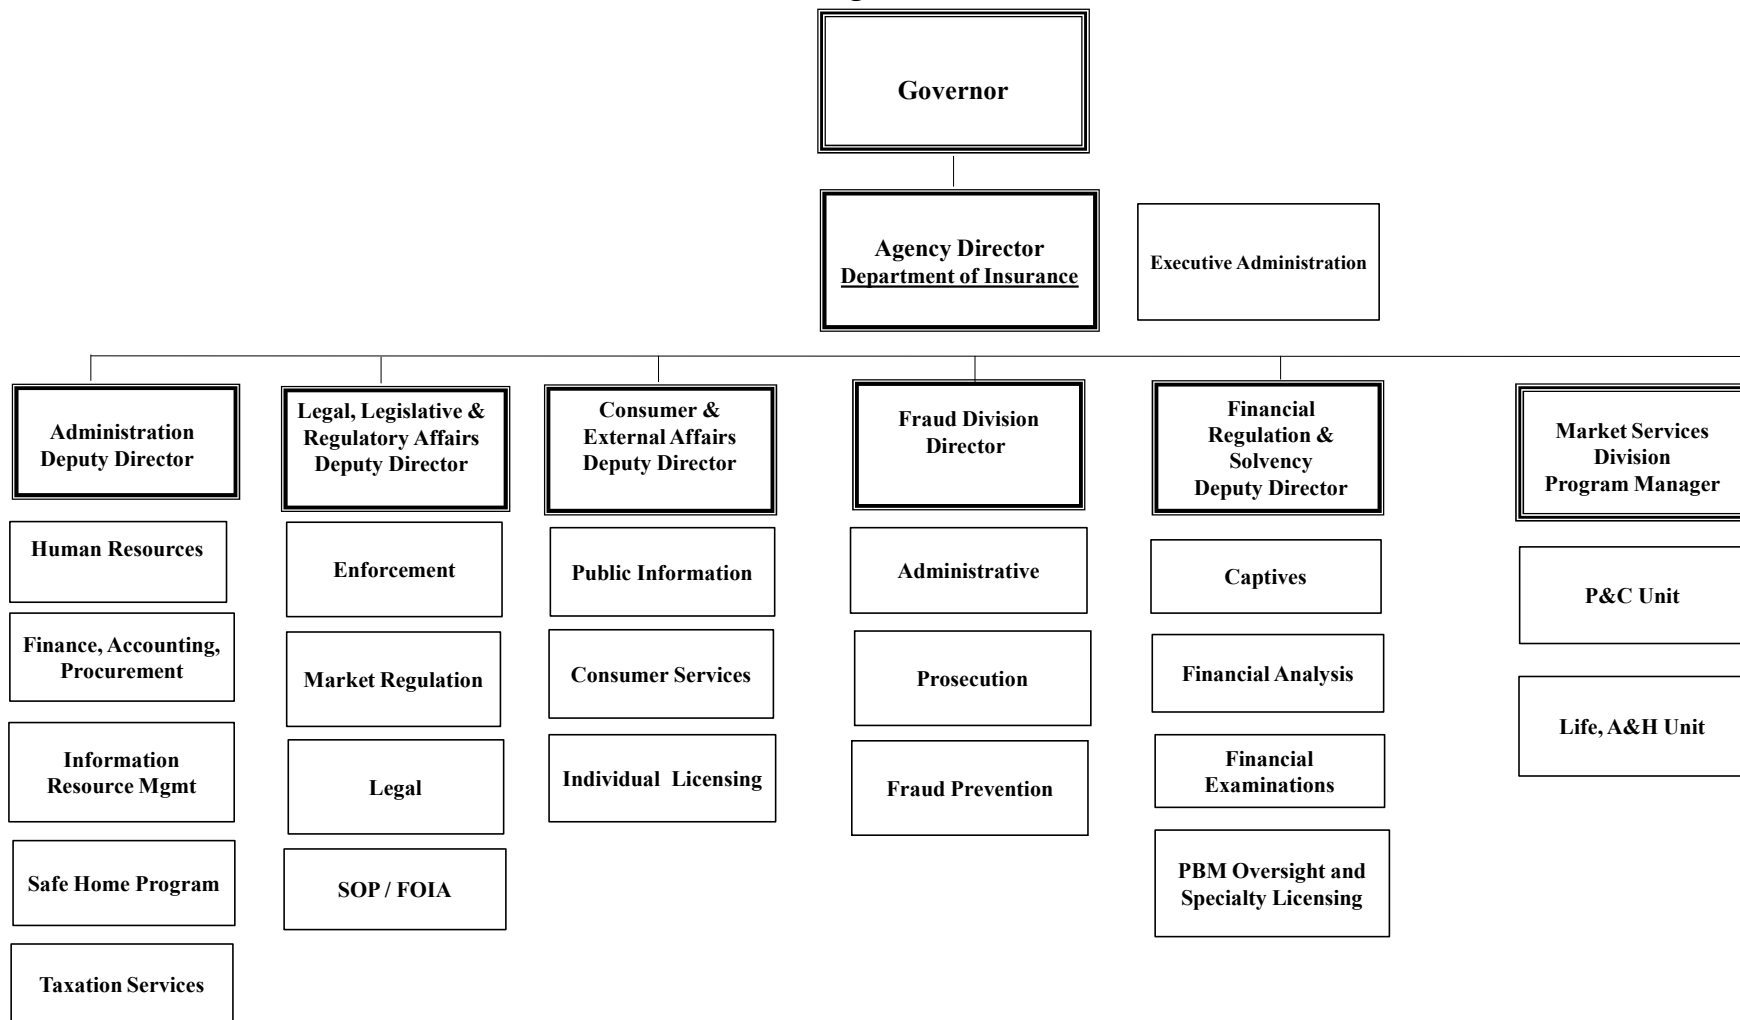 Governor
Agency Director
Department of Insurance
Executive Administration
Administration
Deputy Director
Legal, Legislative &
Regulatory Affairs
Deputy Director
Consumer &
External Affairs
Deputy Director
Fraud Division
Director
Financial
Regulation &
Solvency
Deputy Director
Market Services
Division
Program Manager
Human Resources
Finance, Accounting,
Procurement
Information
Resource Mgmt
Safe Home Program
Taxation Services
Enforcement
Market Regulation
Legal
SOP / FOIA
Public Information
Consumer Services
Individual Licensing
Administrative
Prosecution
Fraud Prevention
Captives
Financial Analysis
Financial
Examinations
PBM Oversight and
Specialty Licensing
P&C Unit
Life, A&H Unit